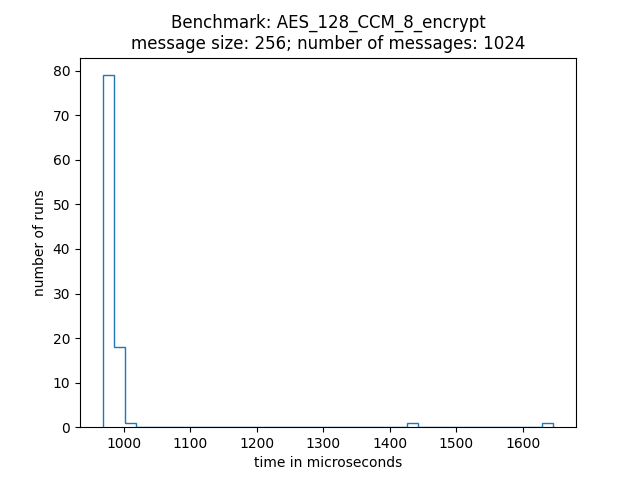 Benchmark: AES_128_CCM_8_encrypt
message size: 256; number of messages: 1024
80
70
60
50
40
30
20
10
0
number of runs
1000 1100 1200 1300 1400 1500 1600
time in microseconds